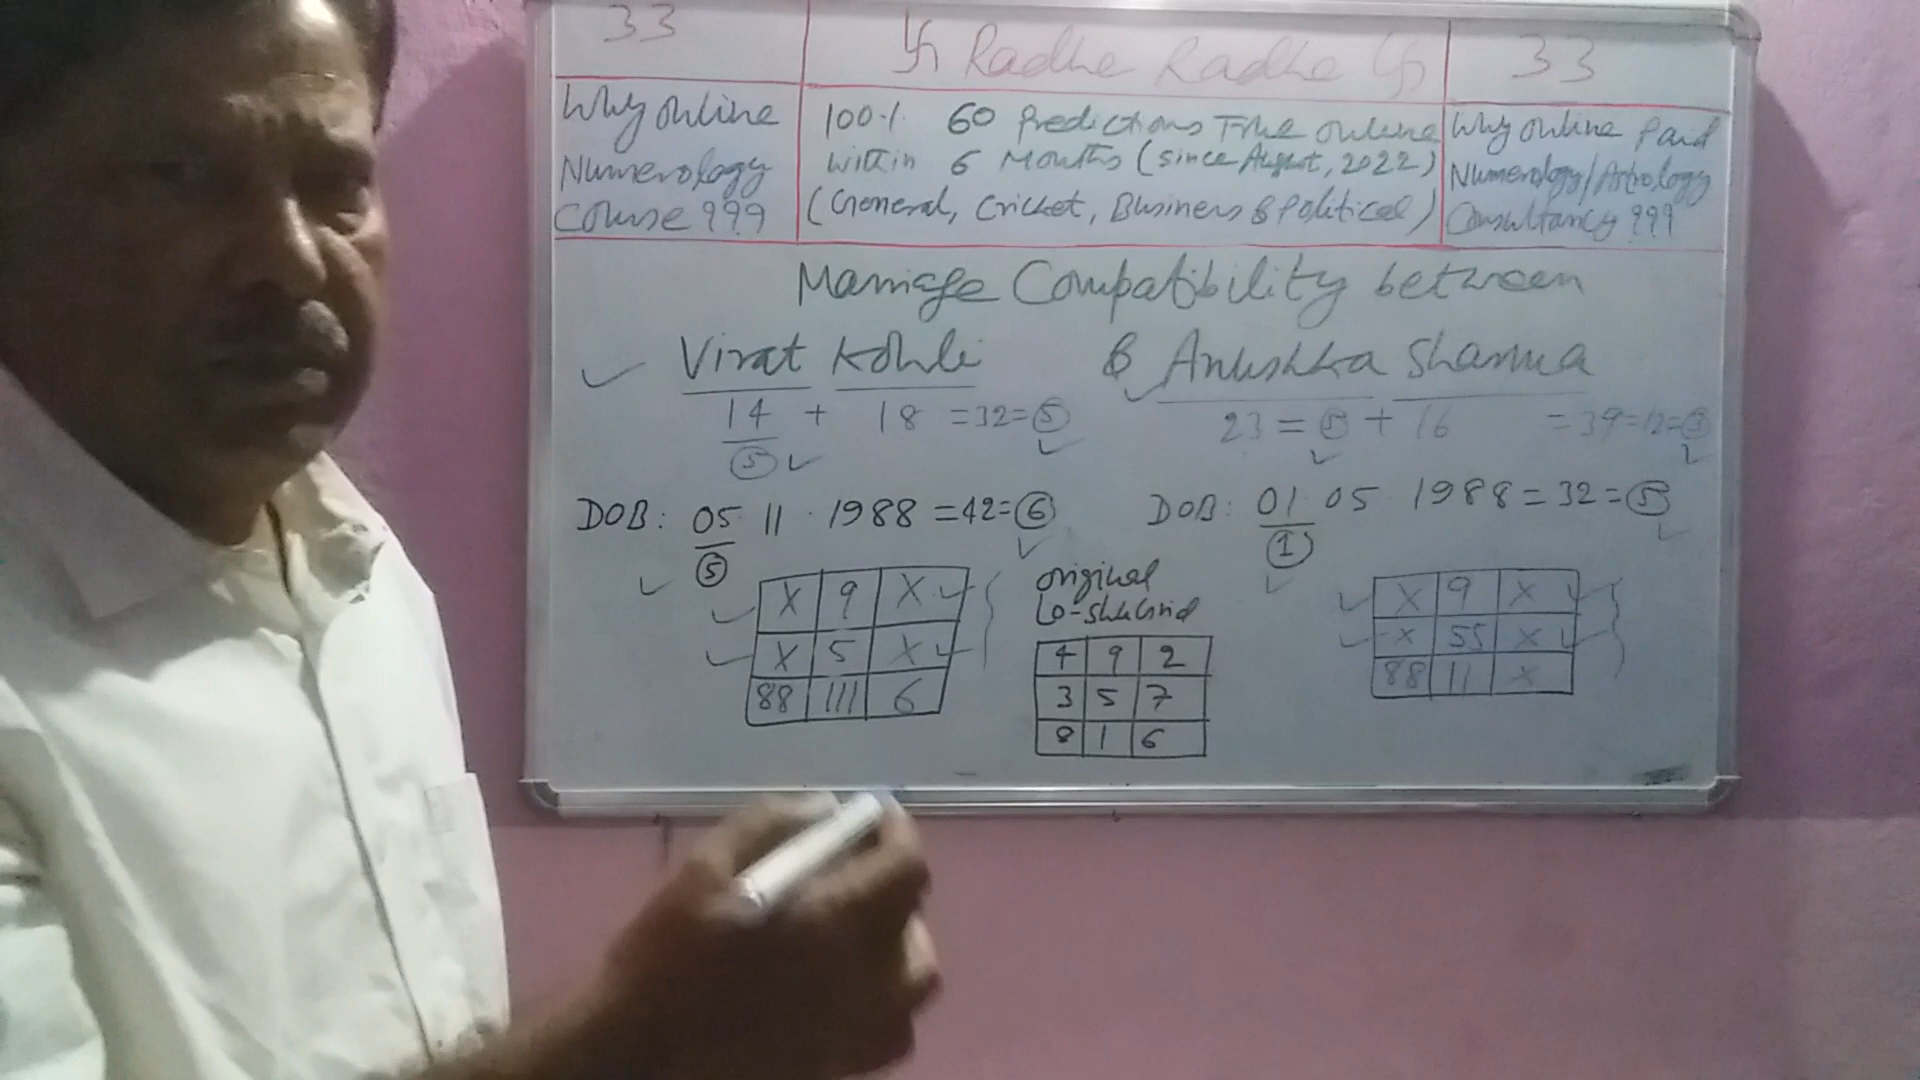 33
卐 Radhe Radhe 卐
33
Why online
Numerology
Course ???
100% 60 Predictions True online
within 6 Months (since August, 2022)
(General, Cricket, Business & Political)
Why online Paid
Numerology/Astrology
Consultancy ???
Marriage Compatibility between
✓ Virat Kohli & ✓ Anushka Sharma
14 + 18 = 32 = 5 ✓
5 ✓
23 = 5 + 16 = 39 = 12 = 3
✓ ✓
DOB: 05 11 1988 = 42 = 6 ✓
✓ 5
DOB: 01 05 1988 = 32 = 5 ✓
✓ 1
✓ X 9 X ✓
✓ X 5 X ✓
88 111 6
original
Lo-shu Grid
4 9 2
3 5 7
8 1 6
✓ X 9 X ✓
✓ X 55 X ✓
88 11 X